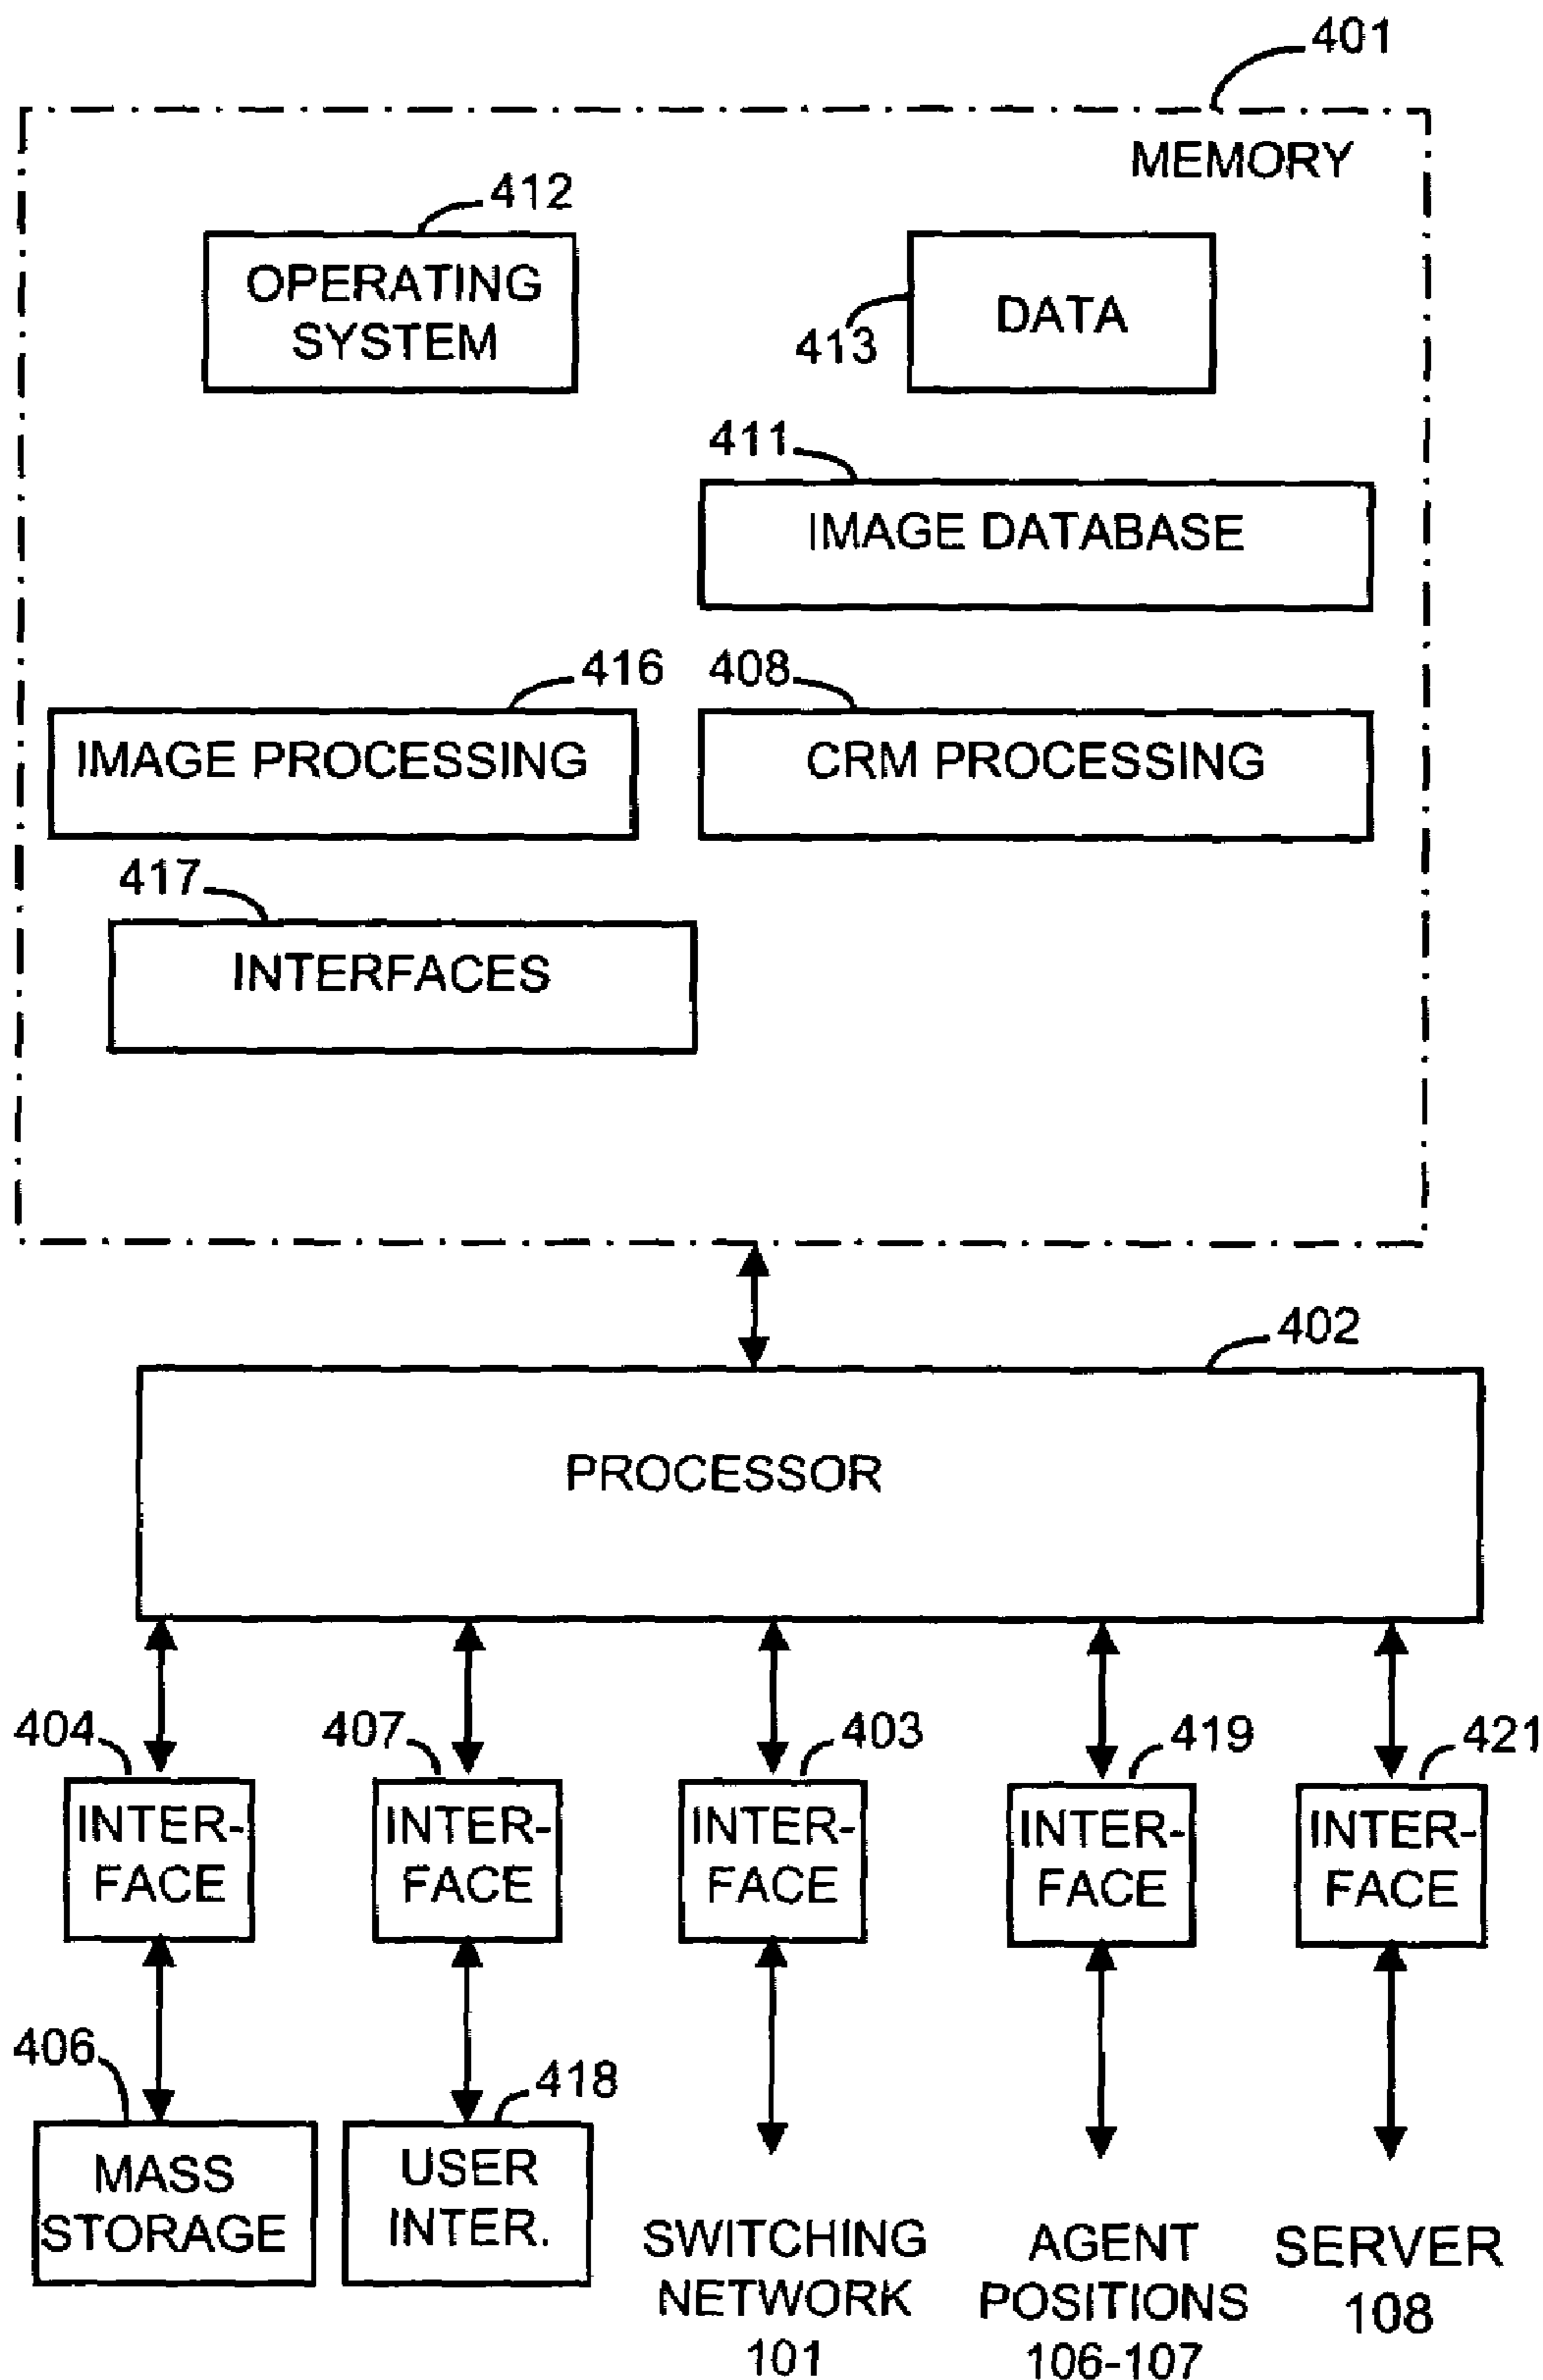 401
MEMORY
412
OPERATING
SYSTEM
413
DATA
411
IMAGE DATABASE
416
IMAGE PROCESSING
408
CRM PROCESSING
417
INTERFACES
402
PROCESSOR
404
INTER-
FACE
407
INTER-
FACE
403
INTER-
FACE
419
INTER-
FACE
421
INTER-
FACE
406
MASS
STORAGE
418
USER
INTER.
SWITCHING
NETWORK
101
AGENT
POSITIONS
106-107
SERVER
108